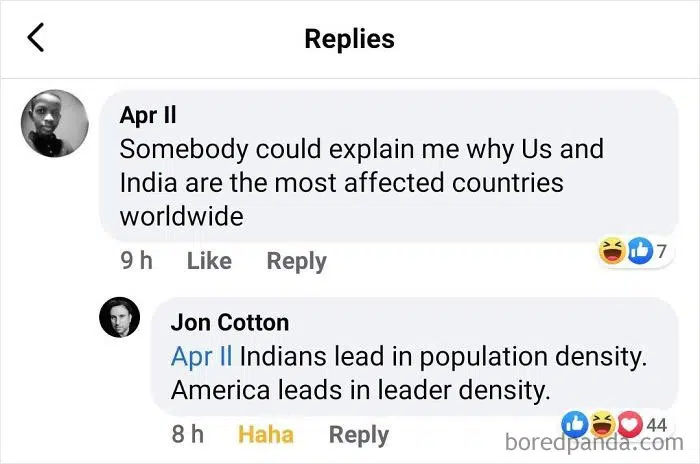 Replies
Apr Il
Somebody could explain me why Us and
India are the most affected countries
worldwide
9 h Like Reply
7
Jon Cotton
Apr Il Indians lead in population density.
America leads in leader density.
8 h Haha Reply
44
boredpanda.com